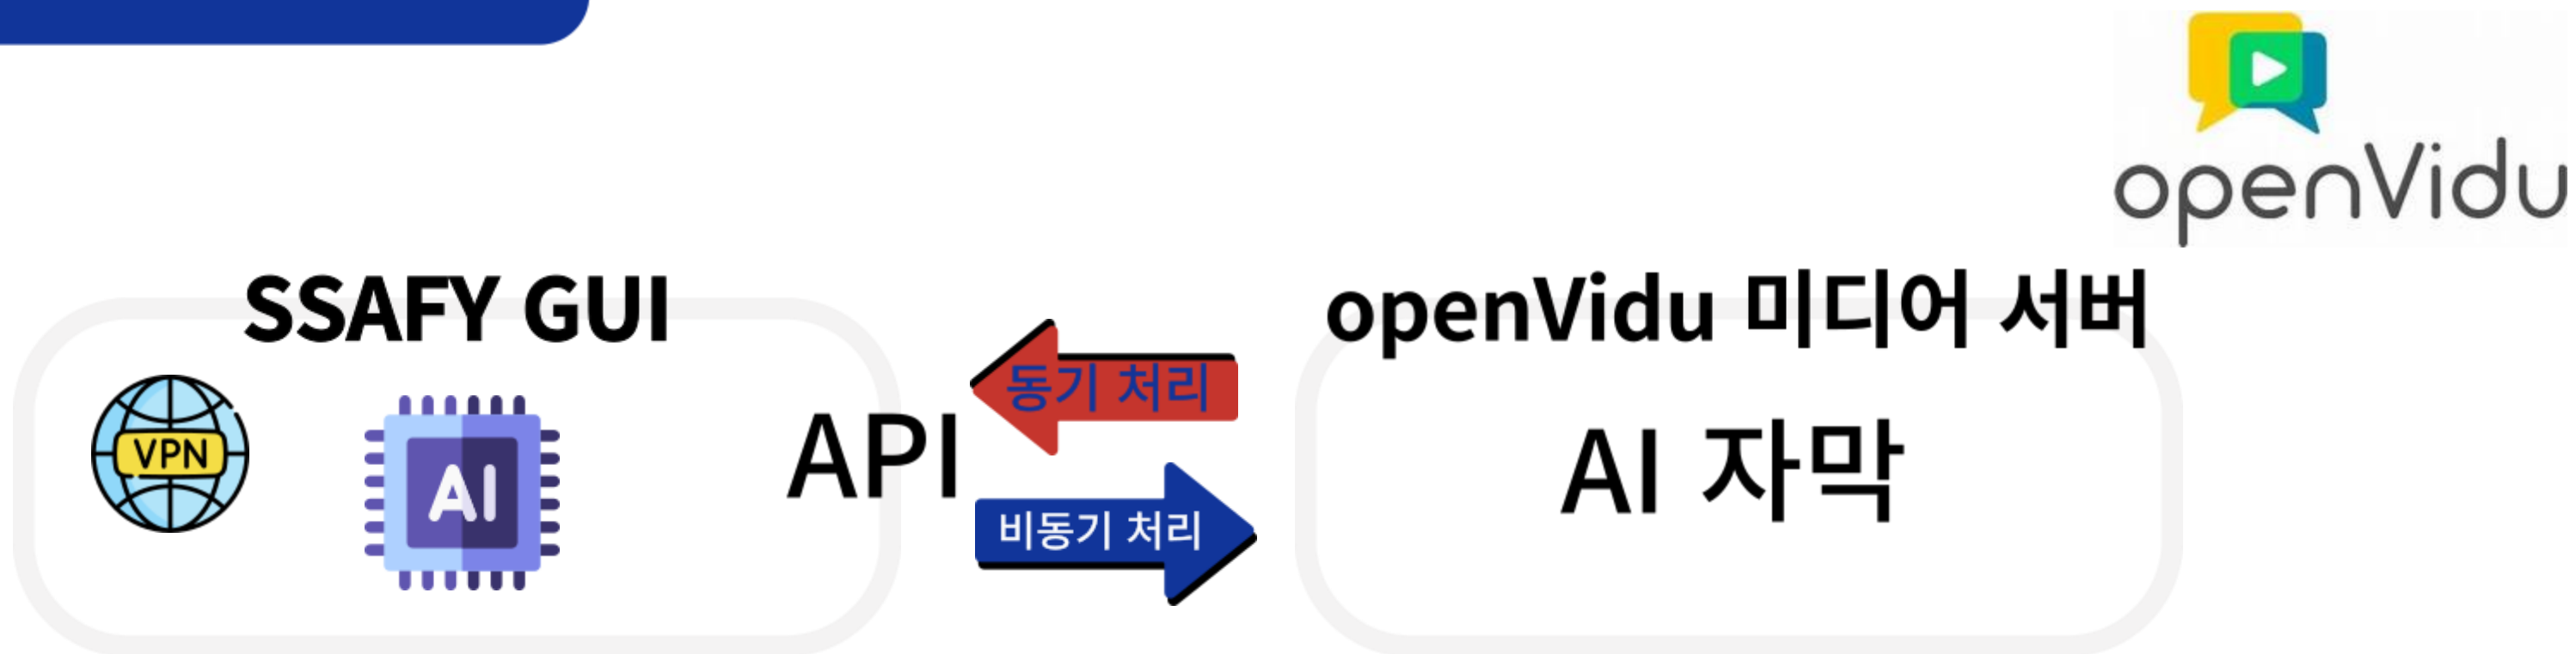 openVidu
SSAFY GUI
openVidu 미디어 서버
VPN
AI
API
동기 처리
비동기 처리
AI 자막